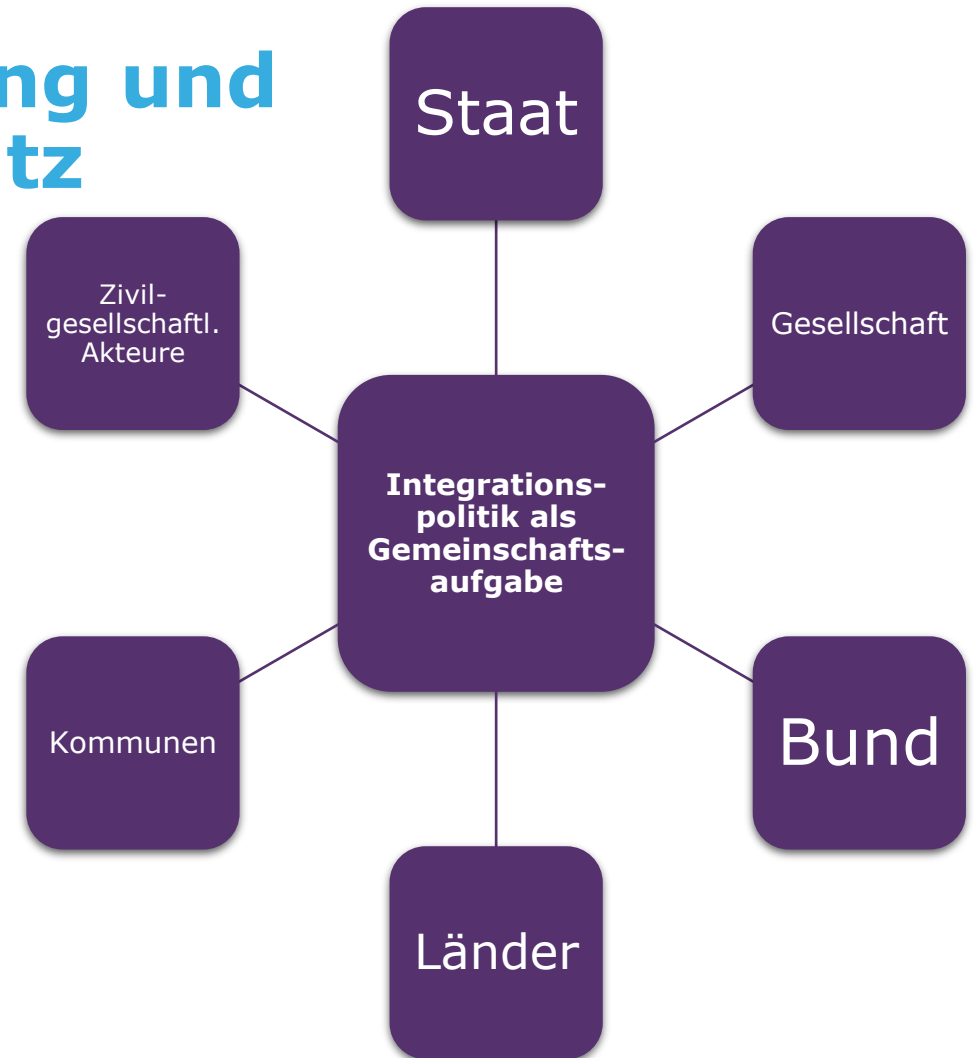 ng und
tz
Staat
Zivil-
gesellschaftl.
Akteure
Gesellschaft
Integrations-
politik als
Gemeinschafts-
aufgabe
Kommunen
Bund
Länder